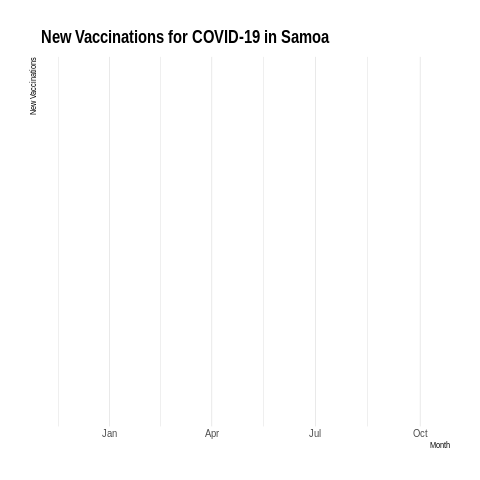 New Vaccinations for COVID-19 in Samoa
New Vaccinations
Jan Apr Jul Oct
Month